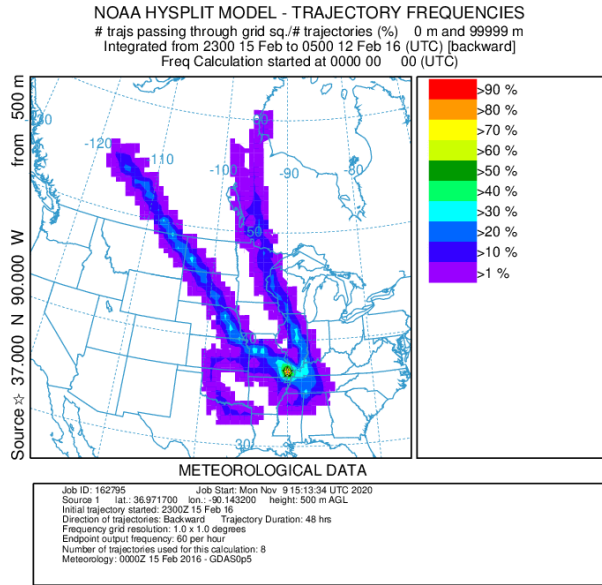 NOAA HYSPLIT MODEL - TRAJECTORY FREQUENCIES
# trajs passing through grid sq./# trajectories (%) 0 m and 99999 m
Integrated from 2300 15 Feb to 0500 12 Feb 16 (UTC) [backward]
Freq Calculation started at 0000 00 00 (UTC)
Source ☆ 37.000 N 90.000 W from 500 m
-120
-110
-100
-90
-80
60
50
40
30
>90 %
>80 %
>70 %
>60 %
>50 %
>40 %
>30 %
>20 %
>10 %
>1 %
METEOROLOGICAL DATA
Job ID: 162795 Job Start: Mon Nov 9 15:13:34 UTC 2020
Source 1 lat.: 36.971700 lon.: -90.143200 height: 500 m AGL
Initial trajectory started: 2300Z 15 Feb 16
Direction of trajectories: Backward Trajectory Duration: 48 hrs
Frequency grid resolution: 1.0 x 1.0 degrees
Endpoint output frequency: 60 per hour
Number of trajectories used for this calculation: 8
Meteorology: 0000Z 15 Feb 2016 - GDAS0p5